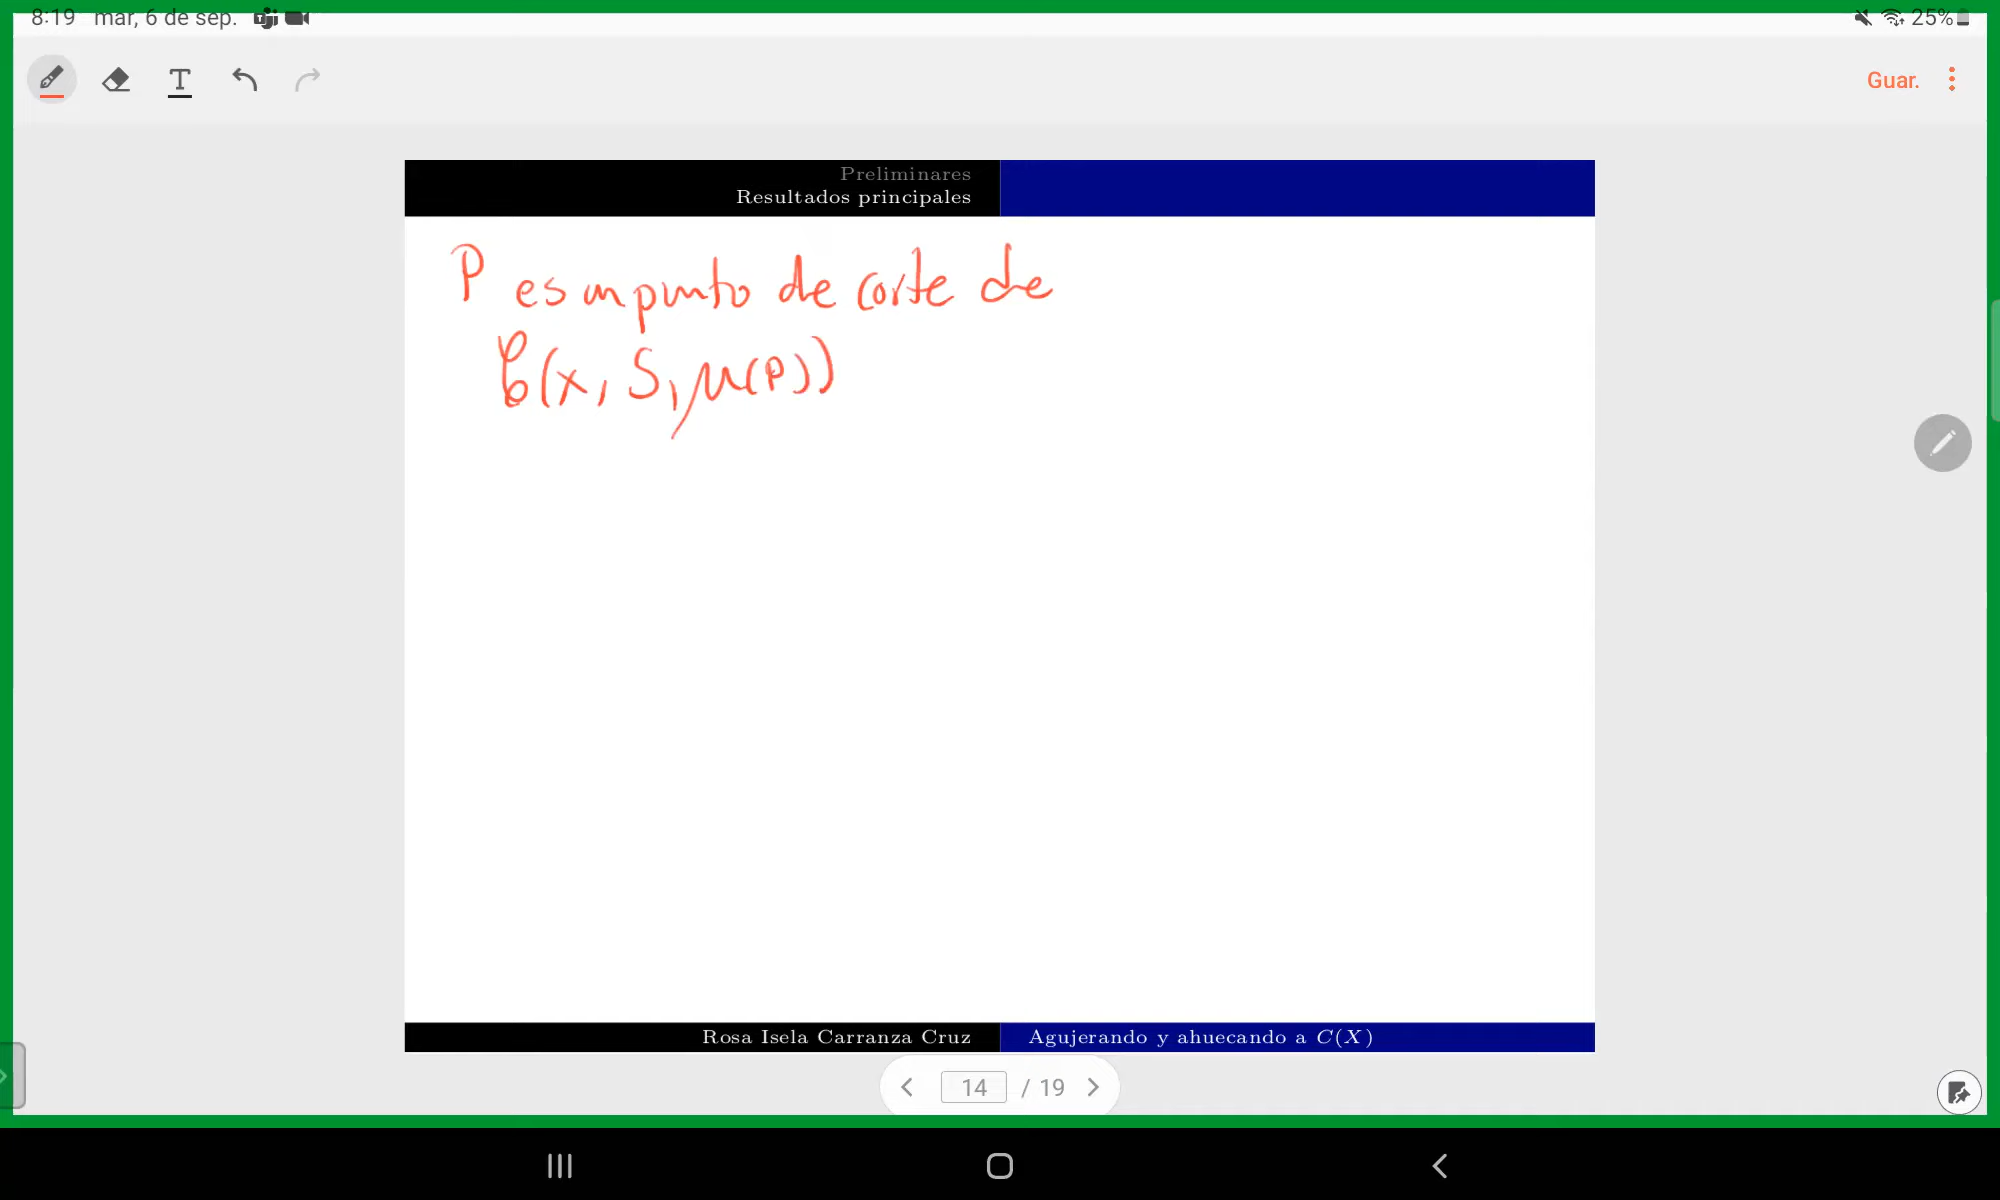 8:19 mar, 6 de sep. 25%
T Guar.
Preliminares
Resultados principales
P es un punto de corte de
𝒞(x, S, μ(P))
Rosa Isela Carranza Cruz Agujerando y ahuecando a C(X)
14 / 19